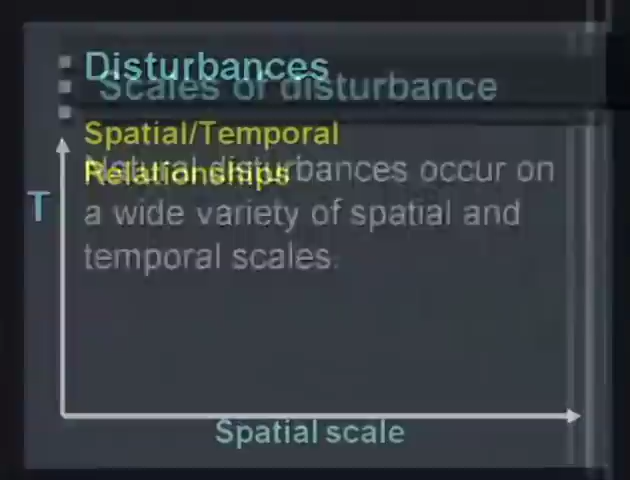 Disturbances
Scales of disturbance
Spatial/Temporal
Relationships
Natural disturbances occur on
a wide variety of spatial and
temporal scales.
T
Spatial scale